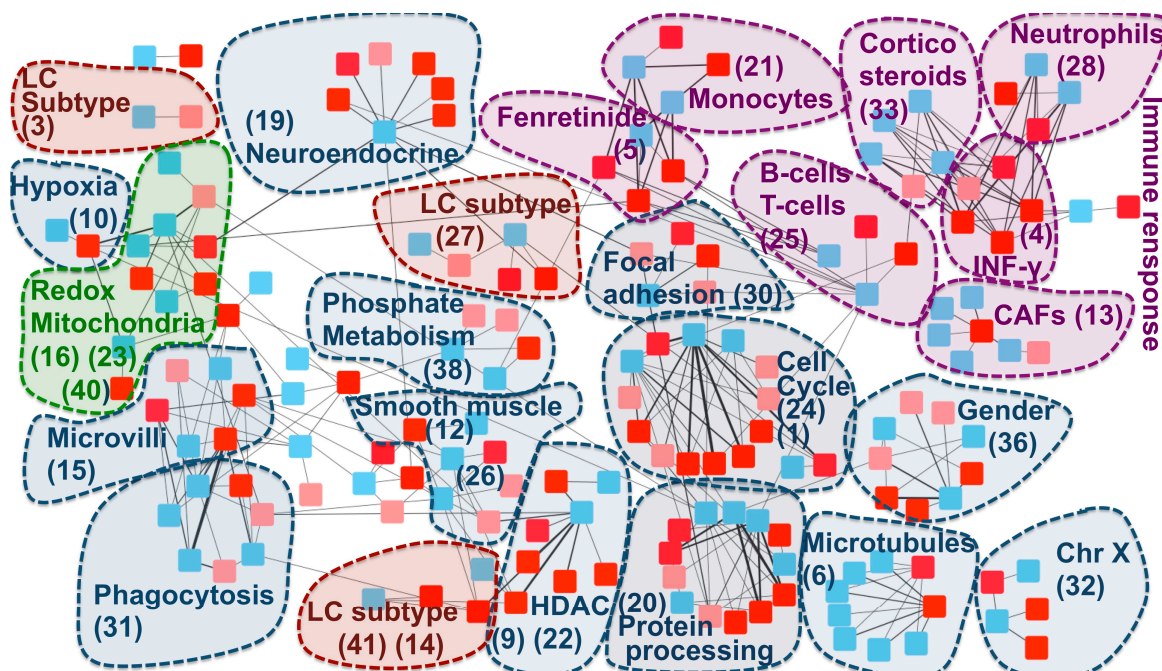 LC
Subtype
(3)
(19)
Neuroendocrine
(21)
Monocytes
Fenretinide
(5)
Cortico
steroids
(33)
Neutrophils
(28)
Immune rensponse
Hypoxia
(10)
LC subtype
(27)
B-cells
T-cells
(25)
(4)
INF-γ
Redox
Mitochondria
(16) (23)
(40)
Phosphate
Metabolism
(38)
Focal
adhesion (30)
CAFs (13)
Cell
Cycle
(24)
(1)
Smooth muscle
(12)
(26)
Gender
(36)
Microvilli
(15)
Phagocytosis
(31)
LC subtype
(41) (14)
HDAC
(9) (22)
(20)
Protein
processing
Microtubules
(6)
Chr X
(32)